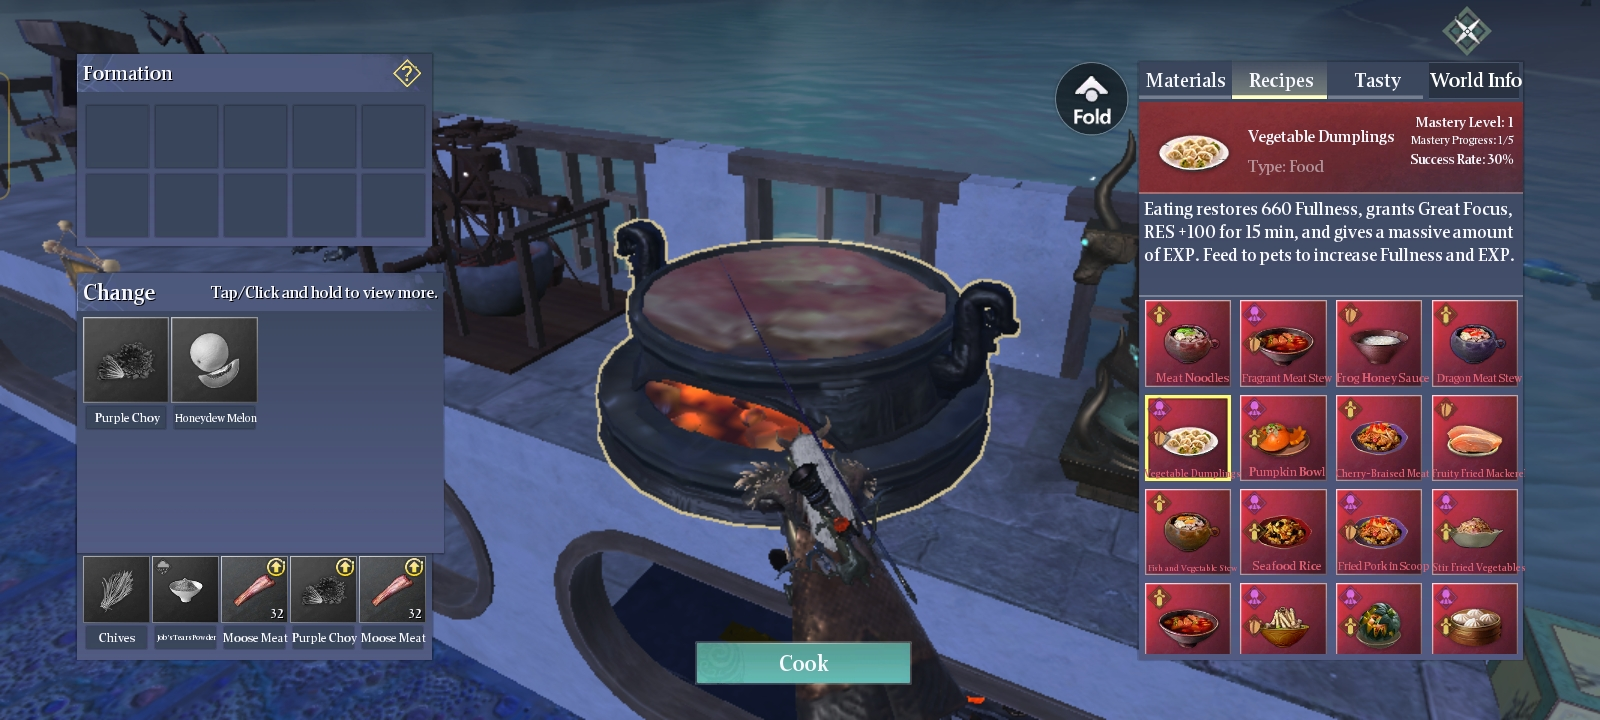 Formation
?
Change
Tap/Click and hold to view more.
Purple Choy
Honeydew Melon
Chives
Job's Tears Powder
32
Moose Meat
Purple Choy
32
Moose Meat
Fold
Cook
Materials
Recipes
Tasty
World Info
Vegetable Dumplings
Type: Food
Mastery Level: 1
Mastery Progress: 1/5
Success Rate: 30%
Eating restores 660 Fullness, grants Great Focus,
RES +100 for 15 min, and gives a massive amount
of EXP. Feed to pets to increase Fullness and EXP.
Meat Noodles
Fragrant Meat Stew
Frog Honey Sauce
Dragon Meat Stew
Vegetable Dumplings
Pumpkin Bowl
Cherry-Braised Meat
Fruity Fried Mackere
Fish and Vegetable Stew
Seafood Rice
Fried Pork in Scoop
Stir Fried Vegetables